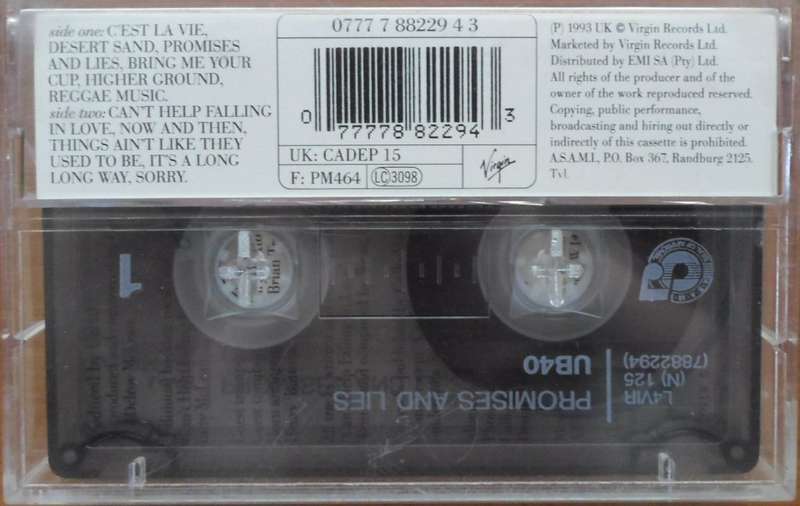 side one: C'EST LA VIE,
DESERT SAND, PROMISES
AND LIES, BRING ME YOUR
CUP, HIGHER GROUND,
REGGAE MUSIC.
side two: CAN'T HELP FALLING
IN LOVE, NOW AND THEN,
THINGS AIN'T LIKE THEY
USED TO BE, IT'S A LONG
LONG WAY, SORRY.
0777 7 88229 4 3
0 77778 82294 3
UK: CADEP 15
F: PM464 LC 3098
Virgin
(P) 1993 UK © Virgin Records Ltd.
Marketed by Virgin Records Ltd.
Distributed by EMI SA (Pty) Ltd.
All rights of the producer and of the
owner of the work reproduced reserved.
Copying, public performance,
broadcasting and hiring out directly or
indirectly of this cassette is prohibited.
A.S.A.M.I., P.O. Box 367, Randburg 2125.
Tvl.
1
Brian
L4VIR
(N) 125
(7882294)
UB40
PROMISES AND LIES